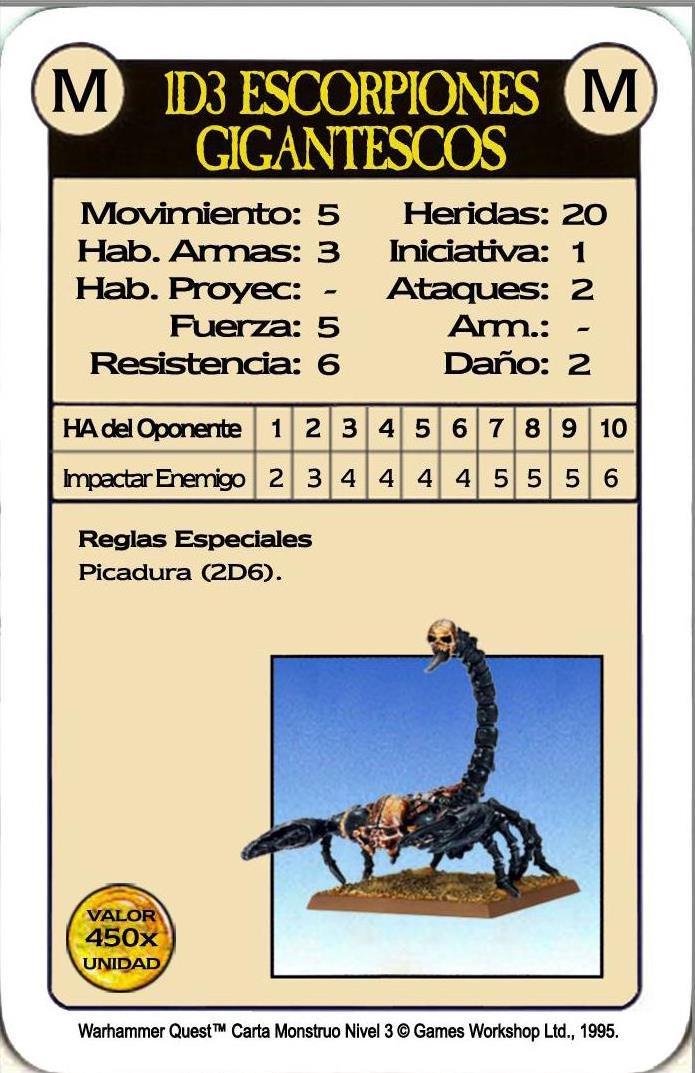 M
1D3 ESCORPIONES
GIGANTESCOS
M
Movimiento: 5 Heridas: 20
Hab. Armas: 3 Iniciativa: 1
Hab. Proyec: - Ataques: 2
Fuerza: 5 Arm.: -
Resistencia: 6 Daño: 2
HA del Oponente 1 2 3 4 5 6 7 8 9 10
Impactar Enemigo 2 3 4 4 4 4 5 5 5 6
Reglas Especiales
Picadura (2D6).
VALOR
450x
UNIDAD
Warhammer Quest™ Carta Monstruo Nivel 3 © Games Workshop Ltd., 1995.